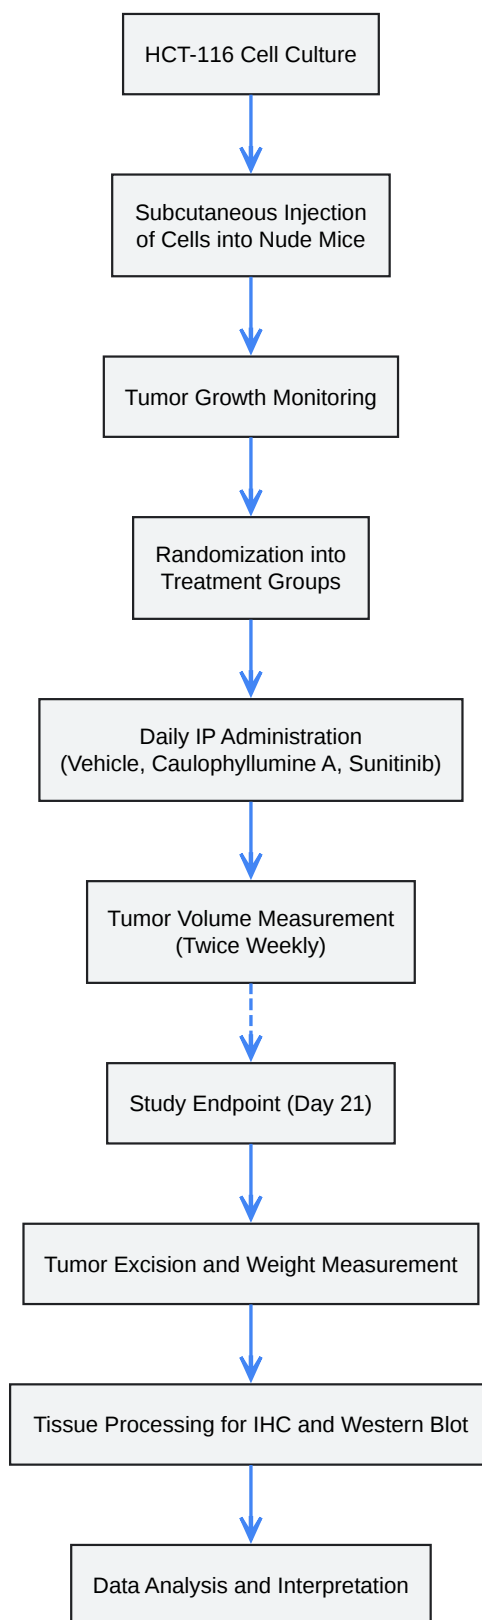 HCT-116 Cell Culture
Subcutaneous Injection
of Cells into Nude Mice
Tumor Growth Monitoring
Randomization into
Treatment Groups
Daily IP Administration
(Vehicle, Caulophyllumine A, Sunitinib)
Tumor Volume Measurement
(Twice Weekly)
Study Endpoint (Day 21)
Tumor Excision and Weight Measurement
Tissue Processing for IHC and Western Blot
Data Analysis and Interpretation